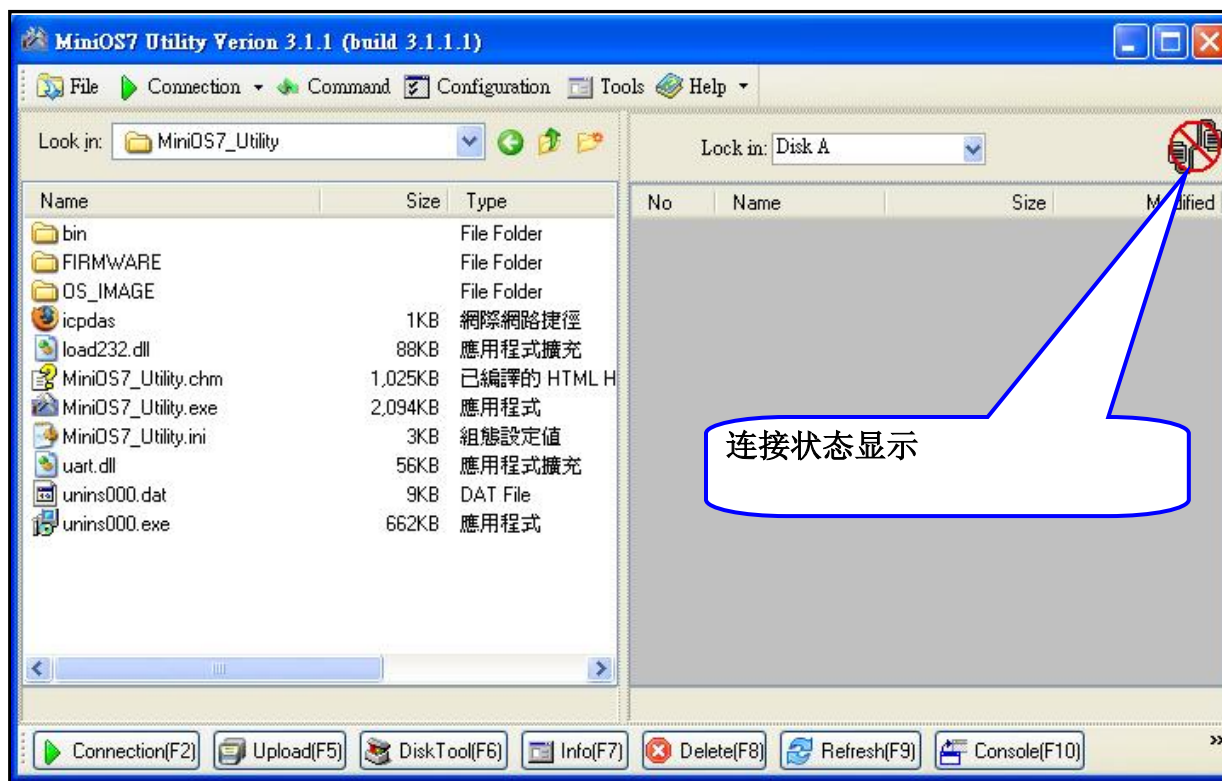 MiniOS7 Utility Verion 3.1.1 (build 3.1.1.1)
File Connection Command Configuration Tools Help
Look in: MiniOS7_Utility
Lock in: Disk A
Name Size Type
No Name Size Modified
bin File Folder
FIRMWARE File Folder
OS_IMAGE File Folder
icpdas 1KB 網際網路捷徑
load232.dll 88KB 應用程式擴充
MiniOS7_Utility.chm 1,025KB 已編譯的 HTML H
MiniOS7_Utility.exe 2,094KB 應用程式
MiniOS7_Utility.ini 3KB 組態設定值
uart.dll 56KB 應用程式擴充
unins000.dat 9KB DAT File
unins000.exe 662KB 應用程式
连接状态显示
Connection(F2) Upload(F5) DiskTool(F6) Info(F7) Delete(F8) Refresh(F9) Console(F10) »